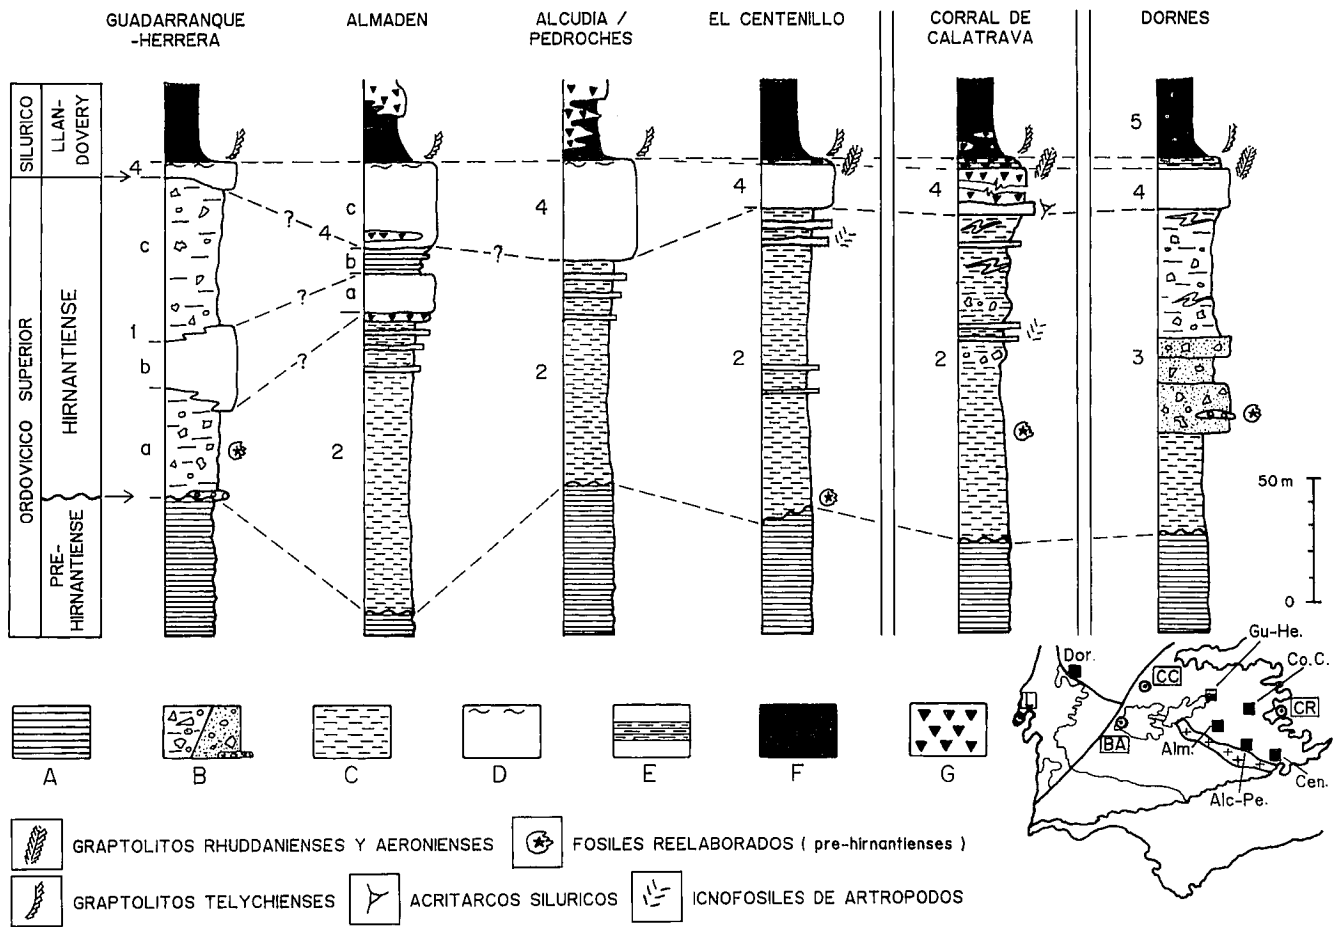 GUADARRANQUE
-HERRERA
ALMADEN
ALCUDIA /
PEDROCHES
EL CENTENILLO
CORRAL DE
CALATRAVA
DORNES
SILURICO
LLAN-
DOVERY
ORDOVICICO SUPERIOR
HIRNANTIENSE
PRE-
HIRNANTIENSE
4
c
1
b
a
?
?
?
c
4
b
a
2
?
4
2
4
2
4
2
5
4
3
50 m
0
A
B
C
D
E
F
G
Gu-He.
Dor.
Co.C.
CC
L
CR
BA
Alm.
Cen.
Alc-Pe.
GRAPTOLITOS RHUDDANIENSES Y AERONIENSES
FOSILES REELABORADOS ( pre-hirnantienses )
GRAPTOLITOS TELYCHIENSES
ACRITARCOS SILURICOS
ICNOFOSILES DE ARTROPODOS